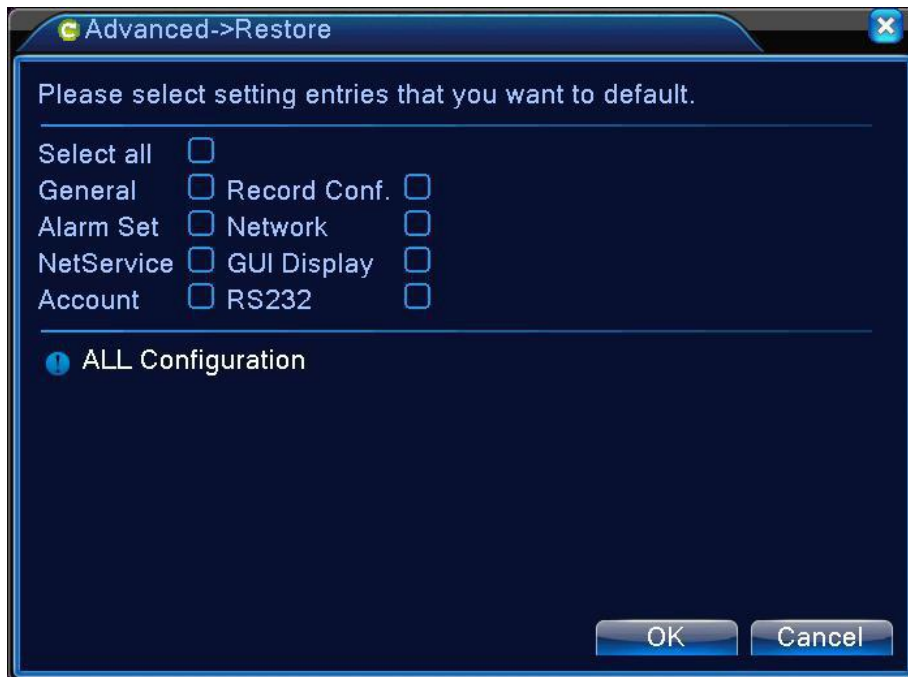 Advanced->Restore
Please select setting entries that you want to default.
Select all
General Record Conf.
Alarm Set Network
NetService GUI Display
Account RS232
ALL Configuration
OK Cancel